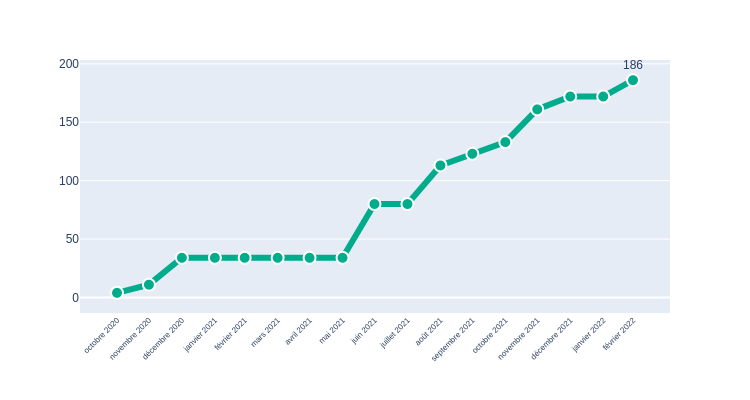 200
186
150
100
50
0
octobre 2020
novembre 2020
décembre 2020
janvier 2021
février 2021
mars 2021
avril 2021
mai 2021
juin 2021
juillet 2021
août 2021
septembre 2021
octobre 2021
novembre 2021
décembre 2021
janvier 2022
février 2022